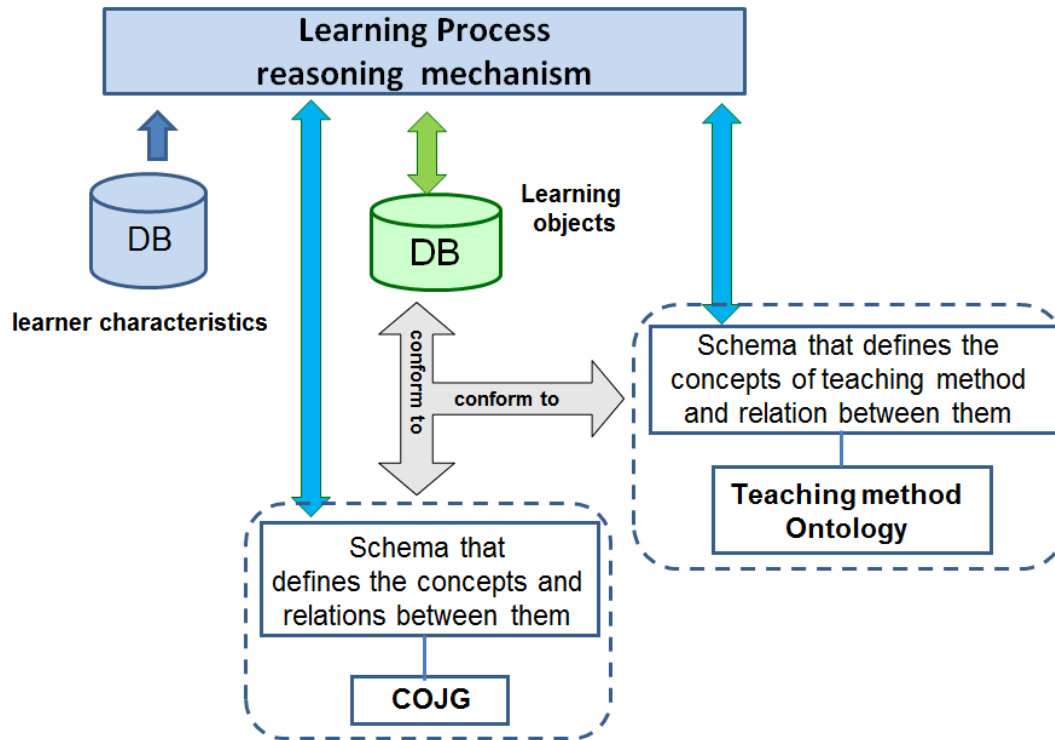 Learning Process
reasoning mechanism
DB
learner characteristics
Learning
objects
DB
conform to
conform to
Schema that defines the
concepts of teaching method
and relation between them
Teaching method
Ontology
Schema that
defines the concepts and
relations between them
COJG